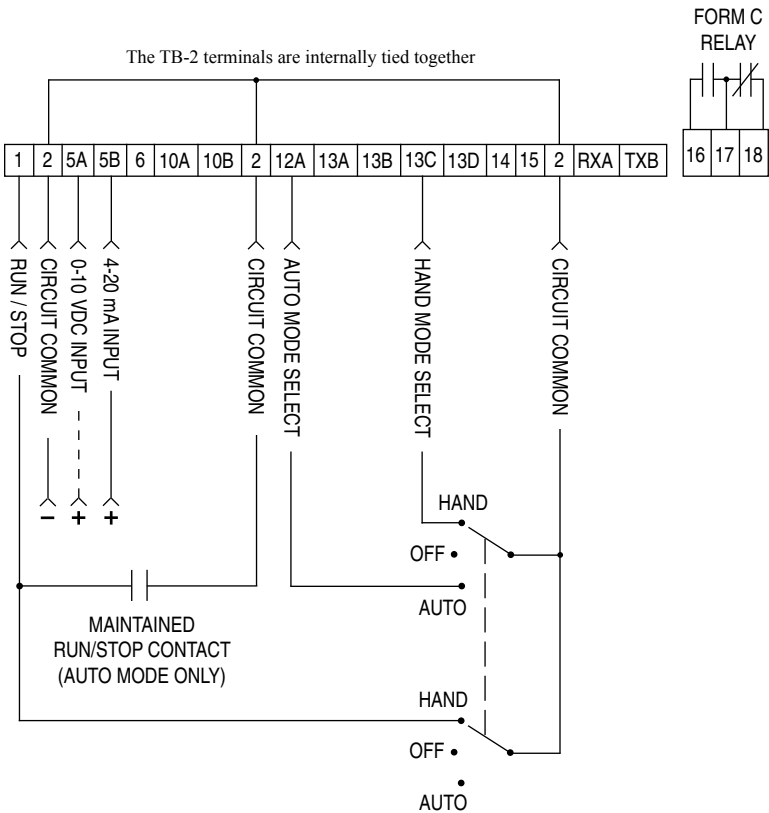 FORM C
RELAY
The TB-2 terminals are internally tied together
1 2 5A 5B 6 10A 10B 2 12A 13A 13B 13C 13D 14 15 2 RXA TXB
16 17 18
RUN / STOP
CIRCUIT COMMON
0-10 VDC INPUT
4-20 mA INPUT
CIRCUIT COMMON
AUTO MODE SELECT
HAND MODE SELECT
CIRCUIT COMMON
– + +
HAND
OFF
AUTO
MAINTAINED
RUN/STOP CONTACT
(AUTO MODE ONLY)
HAND
OFF
AUTO